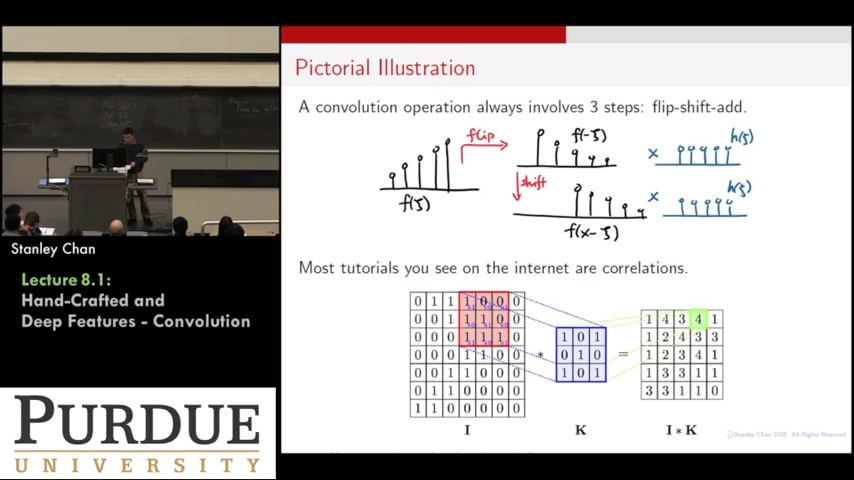 Pictorial Illustration
A convolution operation always involves 3 steps: flip-shift-add.
flip
f(-ξ)
h(ξ)
×
f(ξ)
shift
×
h(ξ)
f(x-ξ)
Stanley Chan
Lecture 8.1:
Hand-Crafted and
Deep Features - Convolution
PURDUE
UNIVERSITY
Most tutorials you see on the internet are correlations.
0 1 1 1 0 0 0
0 0 1 1 1 0 0
0 0 0 1 1 1 0
0 0 0 1 1 0 0
0 0 1 1 0 0 0
0 1 1 0 0 0 0
1 1 0 0 0 0 0
I
*
1 0 1
0 1 0
1 0 1
K
=
1 4 3 4 1
1 2 4 3 3
1 2 3 4 1
1 3 3 1 1
3 3 1 1 0
I * K
©Stanley Chan 2020. All Rights Reserved.